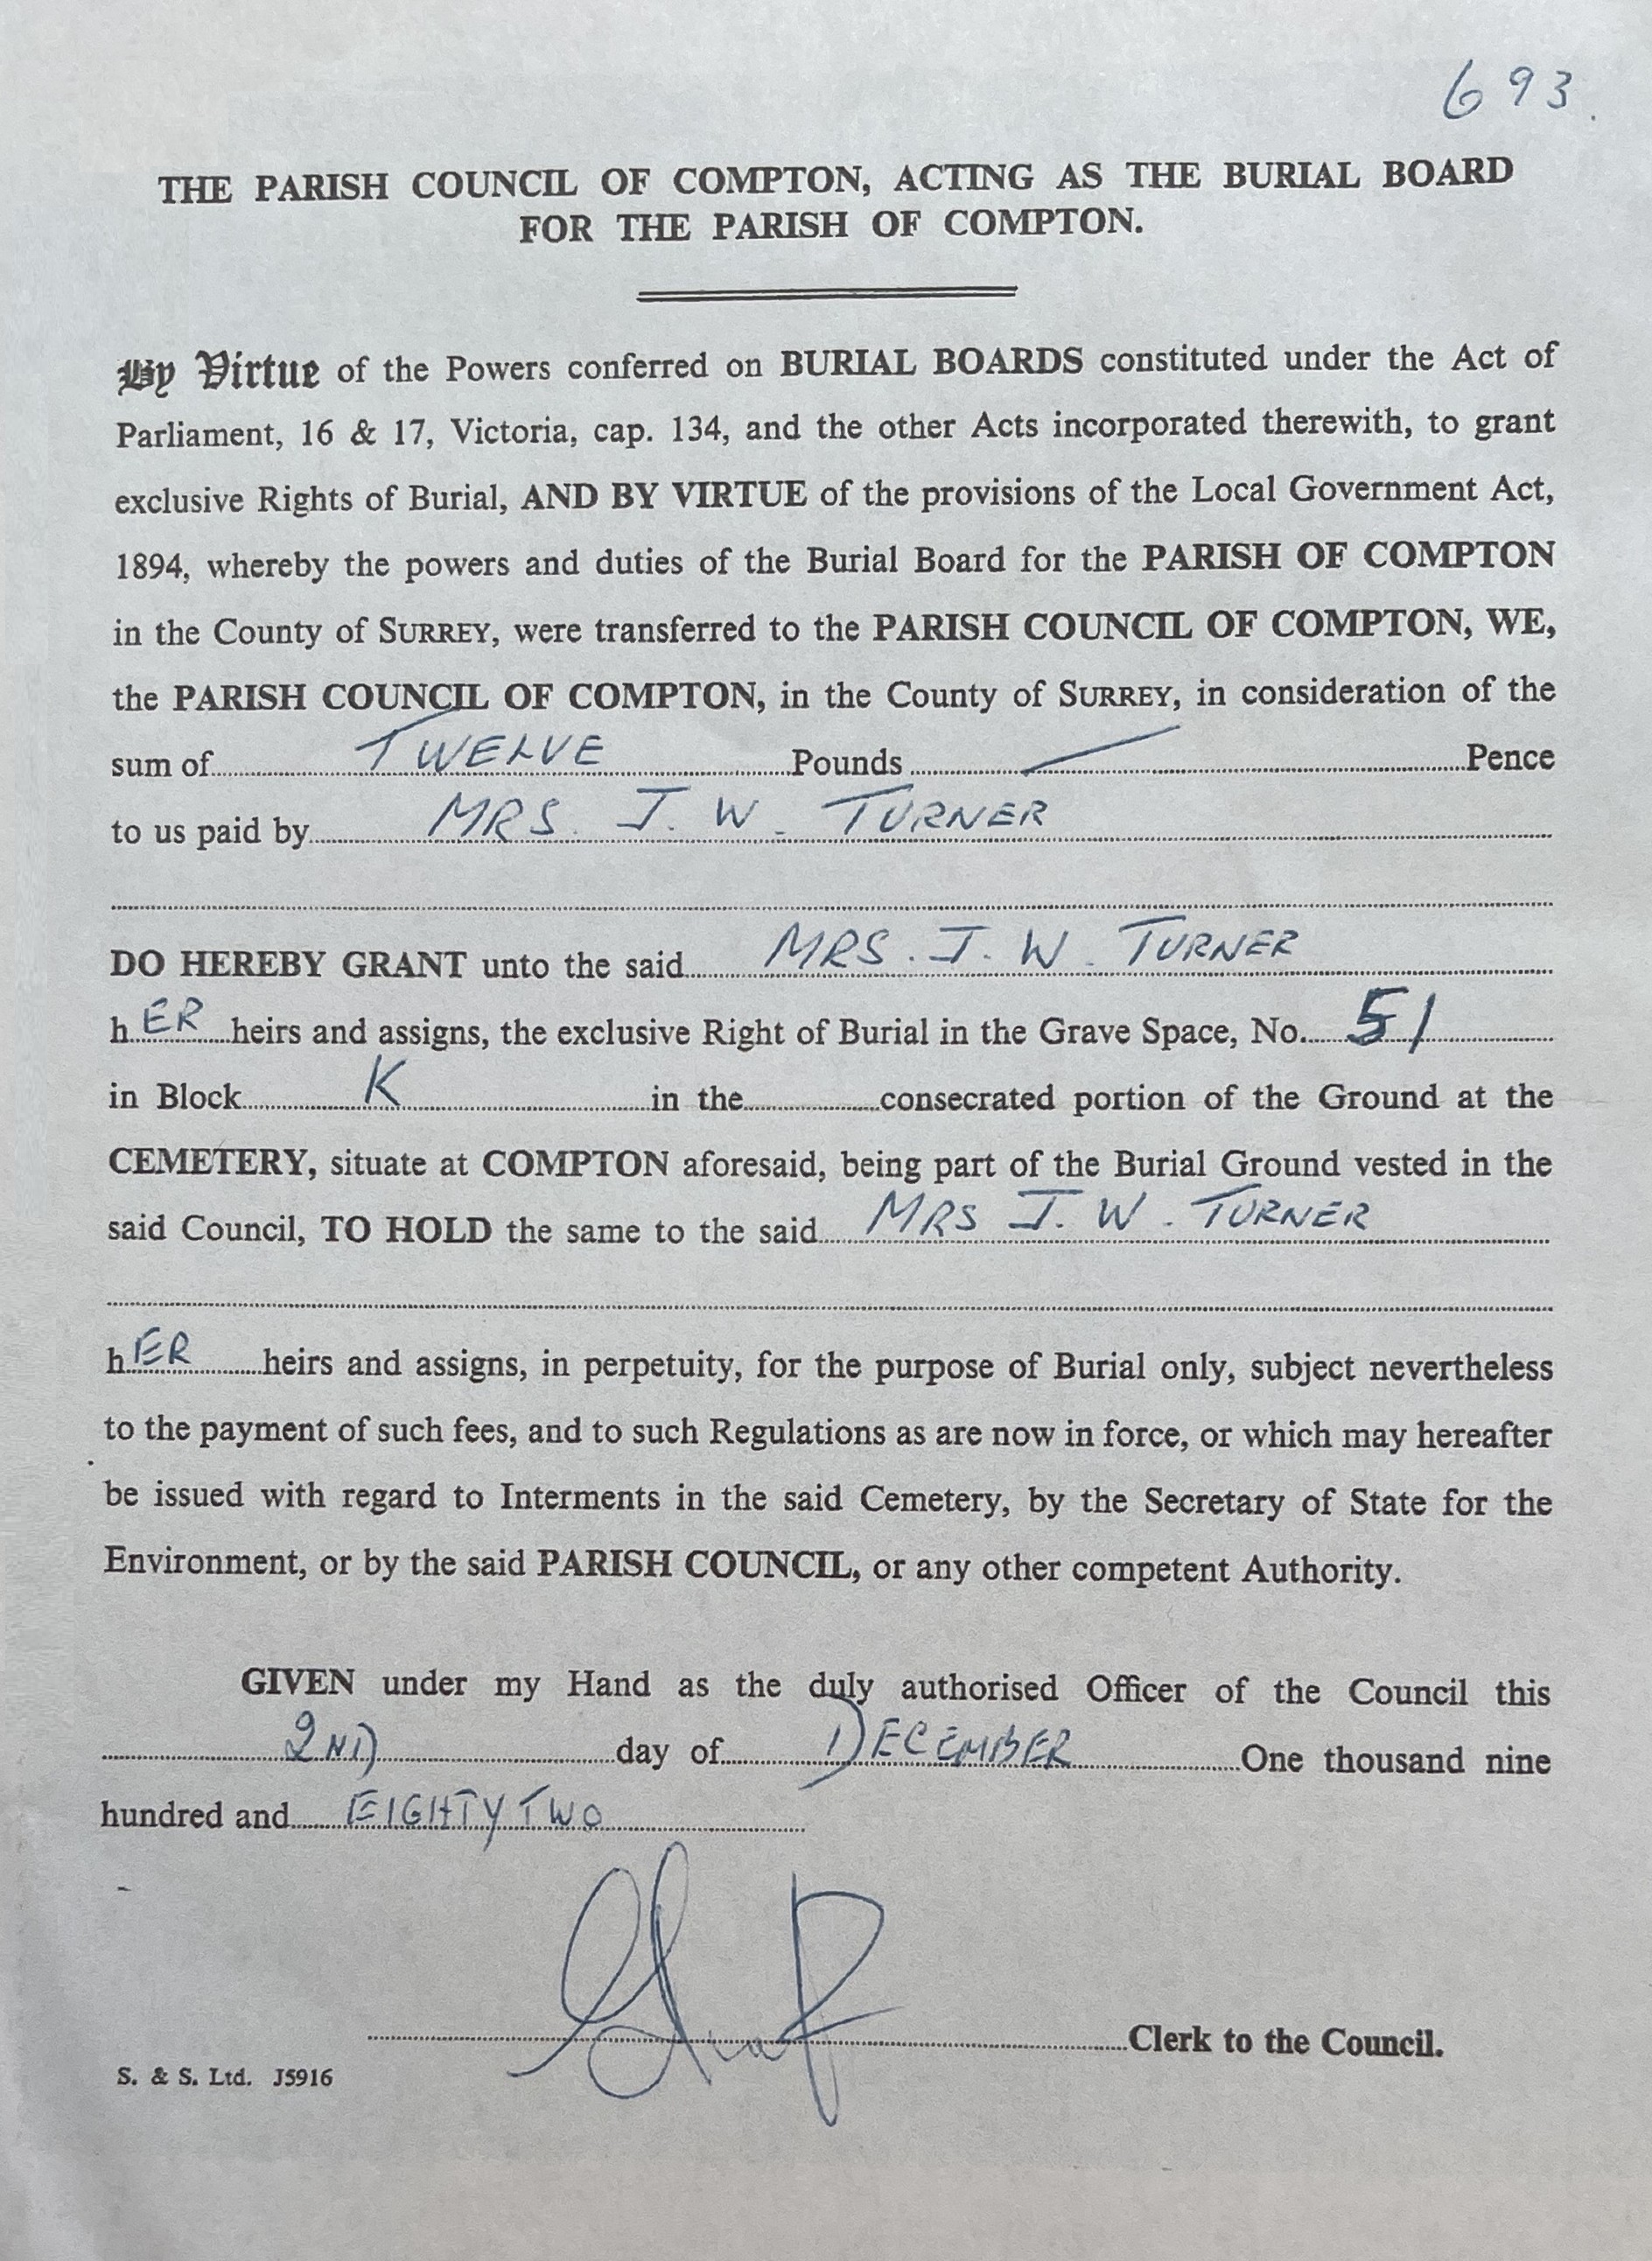 693.
THE PARISH COUNCIL OF COMPTON, ACTING AS THE BURIAL BOARD
FOR THE PARISH OF COMPTON.
By Virtue of the Powers conferred on BURIAL BOARDS constituted under the Act of
Parliament, 16 & 17, Victoria, cap. 134, and the other Acts incorporated therewith, to grant
exclusive Rights of Burial, AND BY VIRTUE of the provisions of the Local Government Act,
1894, whereby the powers and duties of the Burial Board for the PARISH OF COMPTON
in the County of SURREY, were transferred to the PARISH COUNCIL OF COMPTON, WE,
the PARISH COUNCIL OF COMPTON, in the County of SURREY, in consideration of the
sum of TWELVE Pounds — Pence
to us paid by MRS. J. W. TURNER
DO HEREBY GRANT unto the said MRS. J. W. TURNER
hER heirs and assigns, the exclusive Right of Burial in the Grave Space, No. 51
in Block K in the consecrated portion of the Ground at the
CEMETERY, situate at COMPTON aforesaid, being part of the Burial Ground vested in the
said Council, TO HOLD the same to the said MRS J. W. TURNER
hER heirs and assigns, in perpetuity, for the purpose of Burial only, subject nevertheless
to the payment of such fees, and to such Regulations as are now in force, or which may hereafter
be issued with regard to Interments in the said Cemetery, by the Secretary of State for the
Environment, or by the said PARISH COUNCIL, or any other competent Authority.
GIVEN under my Hand as the duly authorised Officer of the Council this
2ND day of DECEMBER One thousand nine
hundred and EIGHTY TWO
Clerk to the Council.
S. & S. Ltd. J5916